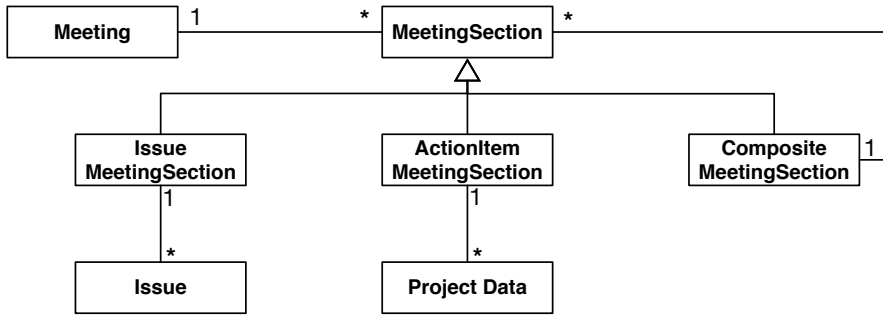 Meeting
1
*
MeetingSection
*
Issue
MeetingSection
ActionItem
MeetingSection
Composite
MeetingSection
1
1
1
*
*
Issue
Project Data